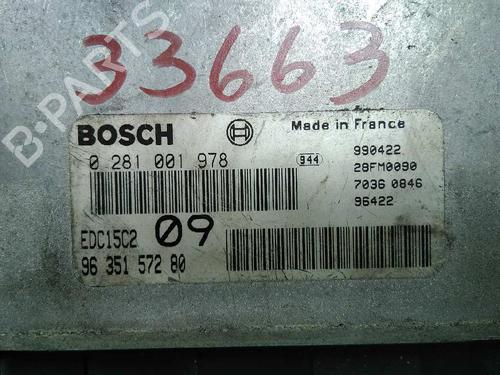 33663
B-PARTS
BOSCH
Made in France
0 281 001 978
944
990422
28FM0090
7036 0846
96422
EDC15C2 09
96 351 572 80